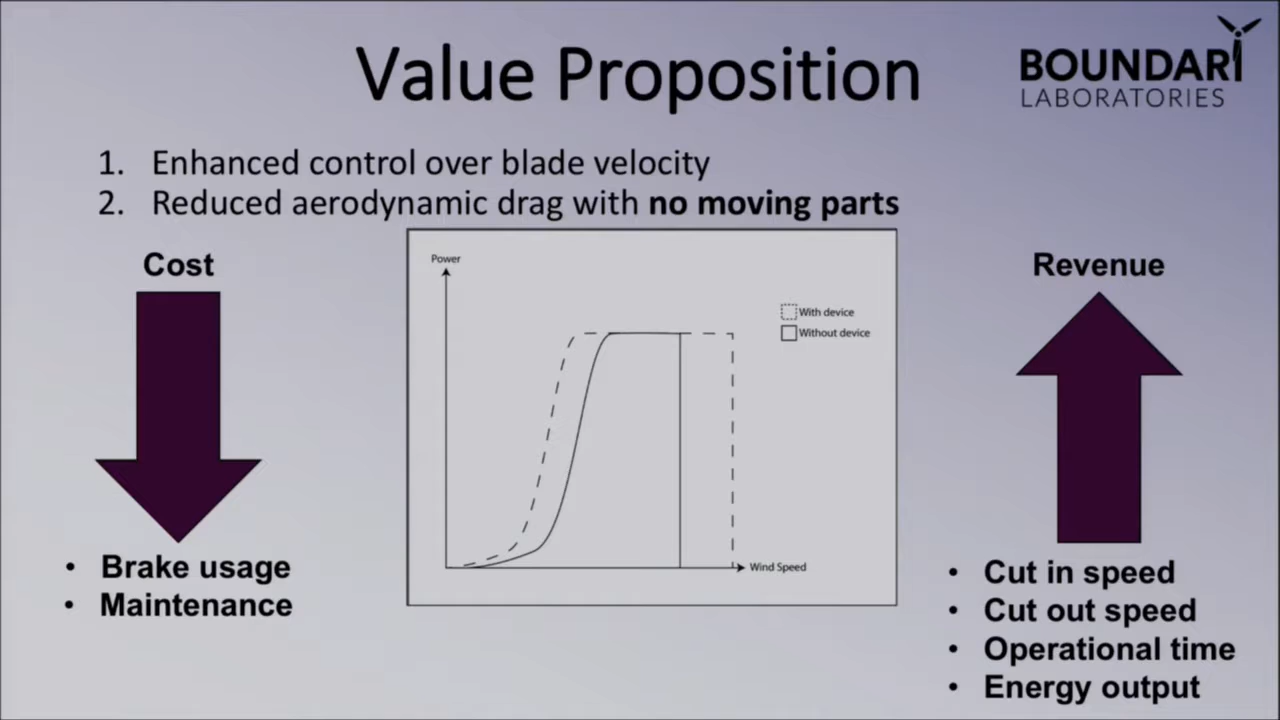 Value Proposition
BOUNDARY
LABORATORIES
1. Enhanced control over blade velocity
2. Reduced aerodynamic drag with no moving parts
Cost
Revenue
Power
With device
Without device
Wind Speed
• Brake usage
• Maintenance
• Cut in speed
• Cut out speed
• Operational time
• Energy output